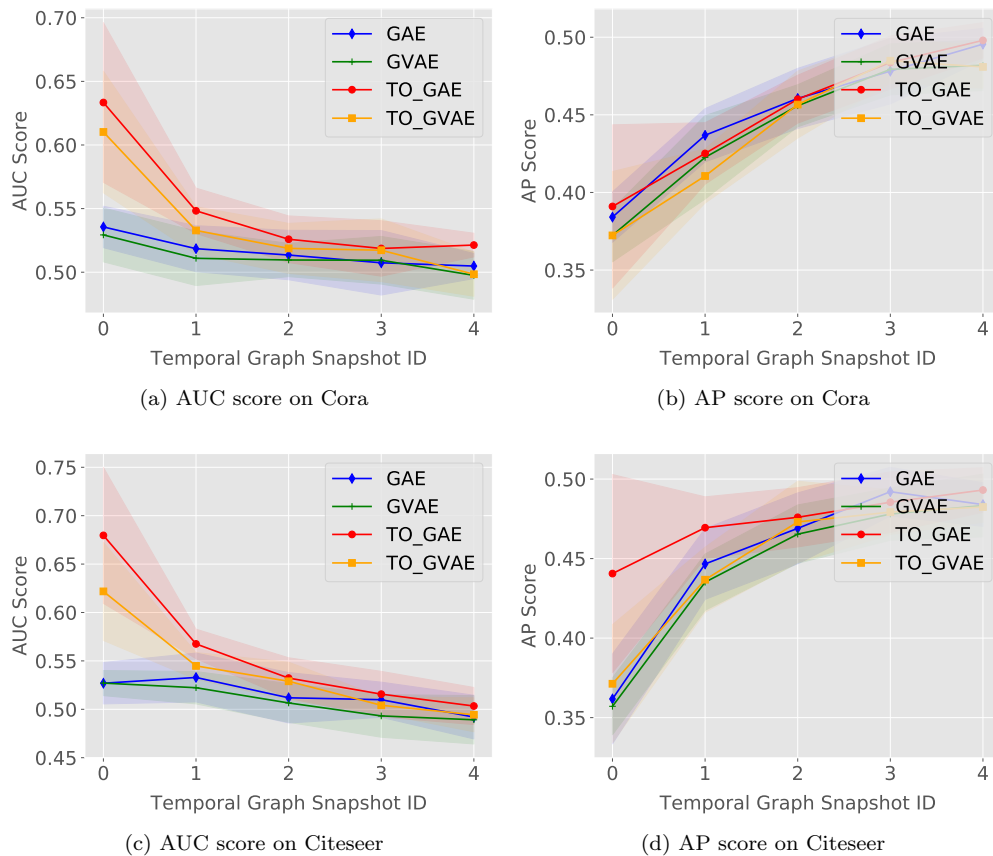 0.70
0.65
0.60
0.55
0.50
AUC Score
0 1 2 3 4
Temporal Graph Snapshot ID
GAE
GVAE
TO_GAE
TO_GVAE
(a) AUC score on Cora
0.50
0.45
0.40
0.35
AP Score
0 1 2 3 4
Temporal Graph Snapshot ID
GAE
GVAE
TO_GAE
TO_GVAE
(b) AP score on Cora
0.75
0.70
0.65
0.60
0.55
0.50
0.45
AUC Score
0 1 2 3 4
Temporal Graph Snapshot ID
GAE
GVAE
TO_GAE
TO_GVAE
(c) AUC score on Citeseer
0.50
0.45
0.40
0.35
AP Score
0 1 2 3 4
Temporal Graph Snapshot ID
GAE
GVAE
TO_GAE
TO_GVAE
(d) AP score on Citeseer